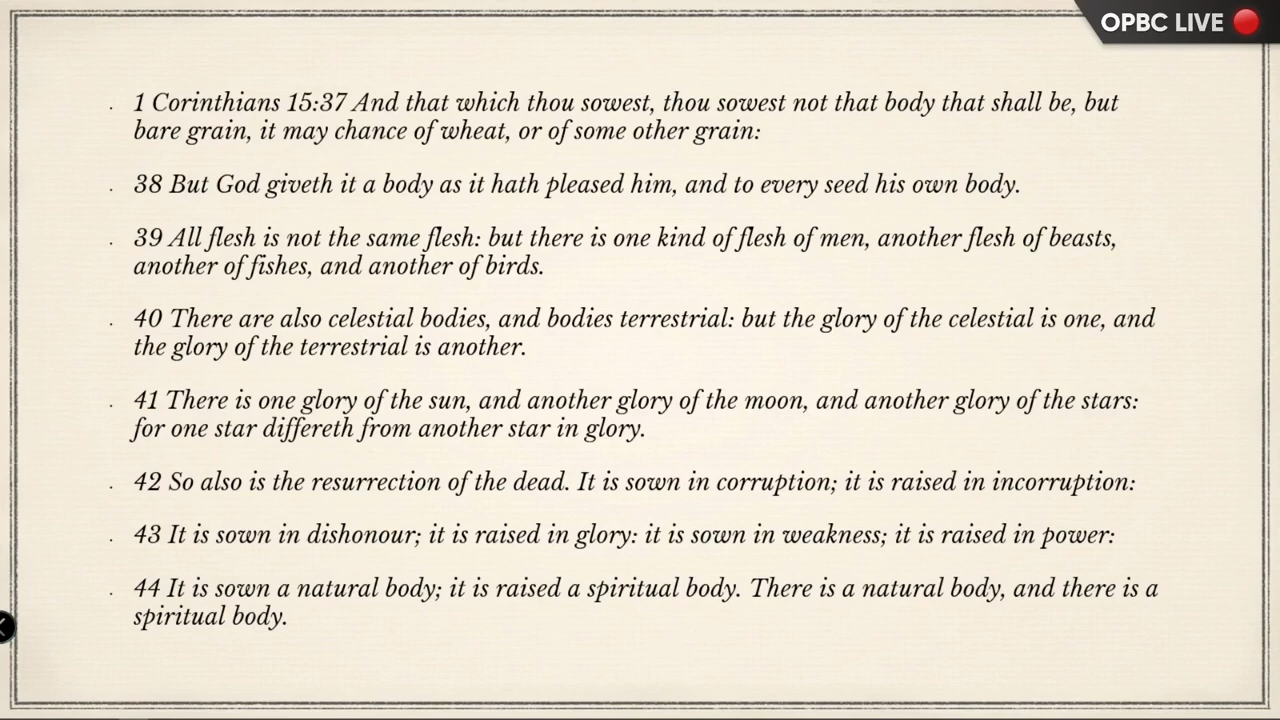 OPBC LIVE
1 Corinthians 15:37 And that which thou sowest, thou sowest not that body that shall be, but
bare grain, it may chance of wheat, or of some other grain:
38 But God giveth it a body as it hath pleased him, and to every seed his own body.
39 All flesh is not the same flesh: but there is one kind of flesh of men, another flesh of beasts,
another of fishes, and another of birds.
40 There are also celestial bodies, and bodies terrestrial: but the glory of the celestial is one, and
the glory of the terrestrial is another.
41 There is one glory of the sun, and another glory of the moon, and another glory of the stars:
for one star differeth from another star in glory.
42 So also is the resurrection of the dead. It is sown in corruption; it is raised in incorruption:
43 It is sown in dishonour; it is raised in glory: it is sown in weakness; it is raised in power:
44 It is sown a natural body; it is raised a spiritual body. There is a natural body, and there is a
spiritual body.